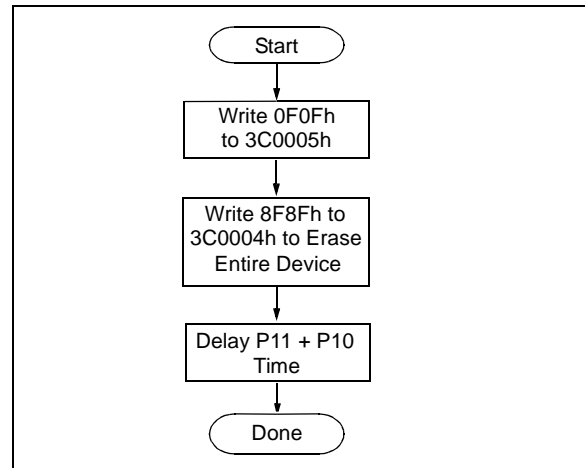 Start
Write 0F0Fh
to 3C0005h
Write 8F8Fh to
3C0004h to Erase
Entire Device
Delay P11 + P10
Time
Done